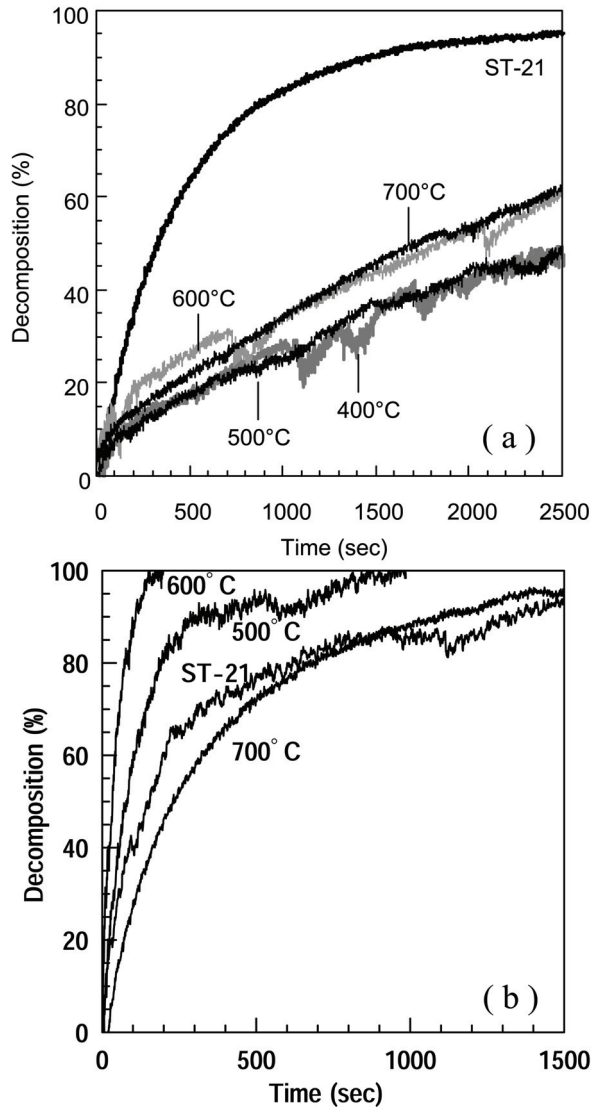 100
80
60
40
20
0
Decomposition (%)
ST-21
700°C
600°C
500°C
400°C
( a )
0 500 1000 1500 2000 2500
Time (sec)
100
80
60
40
20
0
Decomposition (%)
600°C
500°C
ST-21
700°C
( b )
0 500 1000 1500
Time (sec)